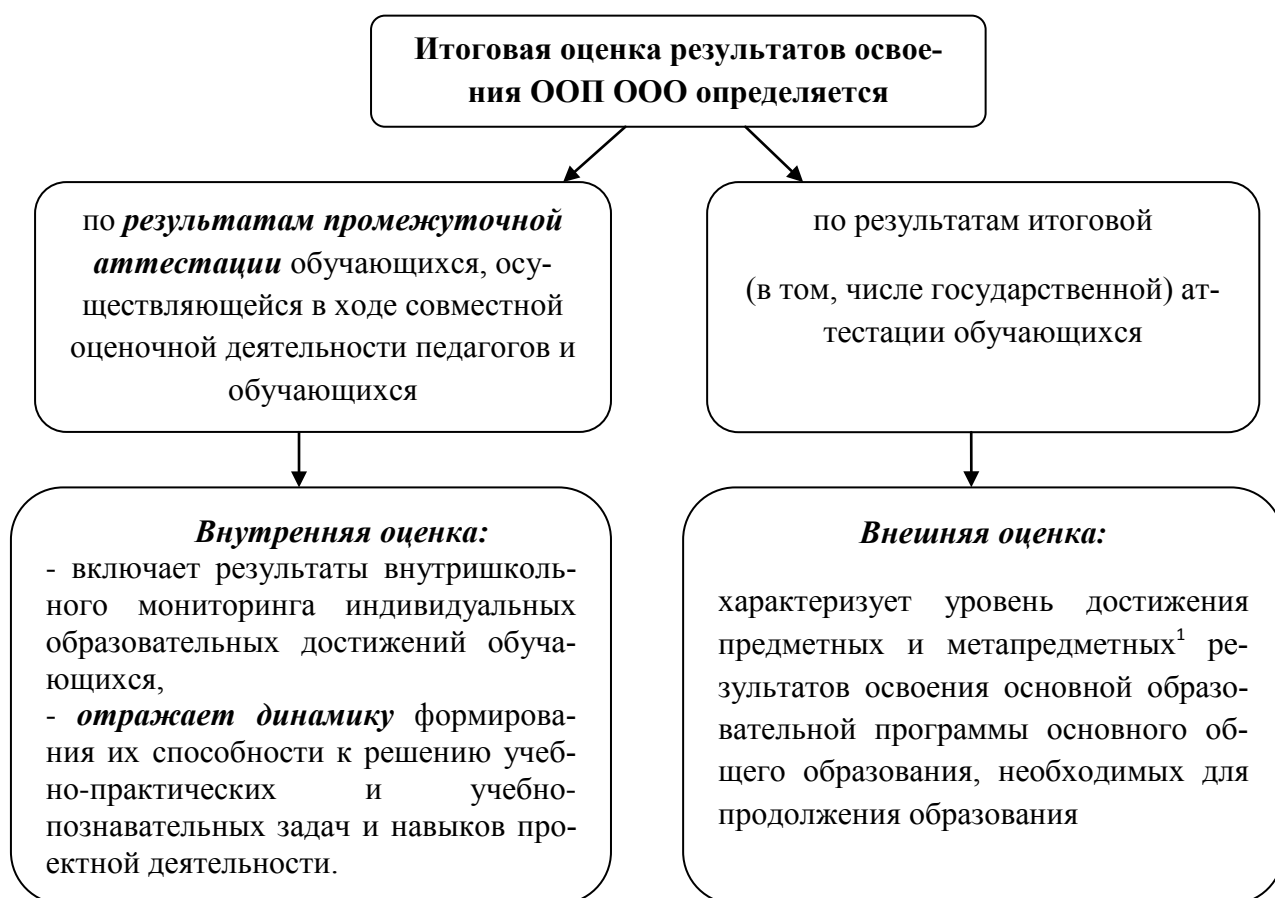 Итоговая оценка результатов освое-
ния ООП ООО определяется
по результатам промежуточной
аттестации обучающихся, осу-
ществляющейся в ходе совместной
оценочной деятельности педагогов и
обучающихся
по результатам итоговой
(в том, числе государственной) ат-
тестации обучающихся
Внутренняя оценка:
- включает результаты внутришколь-
ного мониторинга индивидуальных
образовательных достижений обуча-
ющихся,
- отражает динамику формирова-
ния их способности к решению учеб-
но-практических и учебно-
познавательных задач и навыков про-
ектной деятельности.
Внешняя оценка:
характеризует уровень достижения
предметных и метапредметных¹ ре-
зультатов освоения основной образо-
вательной программы основного об-
щего образования, необходимых для
продолжения образования